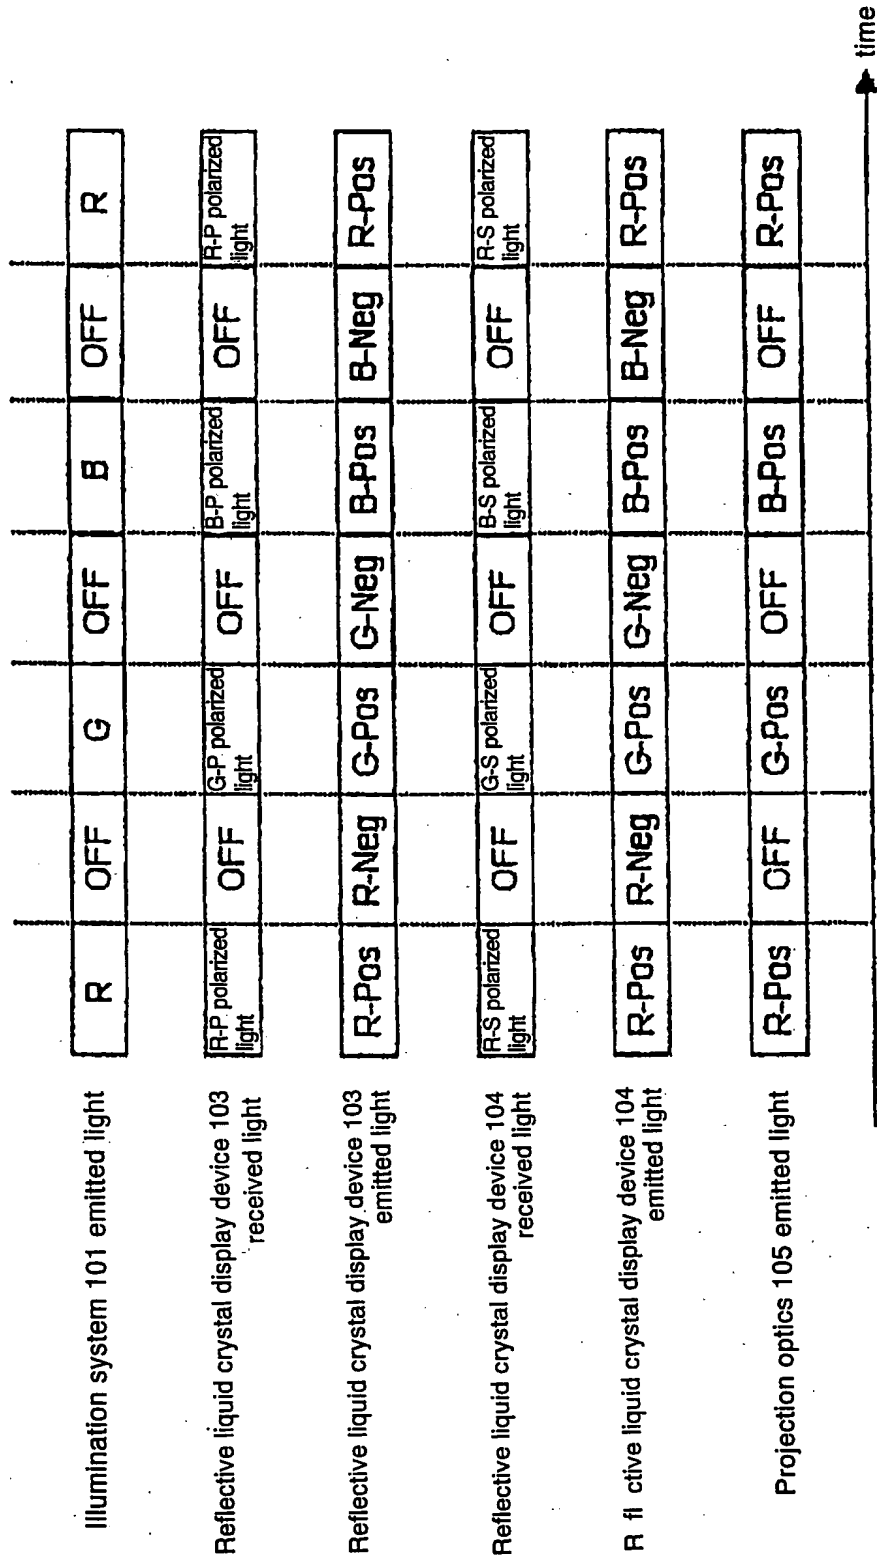 Illumination system 101 emitted light
R
OFF
G
OFF
B
OFF
R
Reflective liquid crystal display device 103
received light
R-P polarized
light
OFF
G-P polarized
light
OFF
B-P polarized
light
OFF
R-P polarized
light
Reflective liquid crystal display device 103
emitted light
R-Pos
R-Neg
G-Pos
G-Neg
B-Pos
B-Neg
R-Pos
Reflective liquid crystal display device 104
received light
R-S polarized
light
OFF
G-S polarized
light
OFF
B-S polarized
light
OFF
R-S polarized
light
R fl ctive liquid crystal display device 104
emitted light
R-Pos
R-Neg
G-Pos
G-Neg
B-Pos
B-Neg
R-Pos
Projection optics 105 emitted light
R-Pos
OFF
G-Pos
OFF
B-Pos
OFF
R-Pos
time